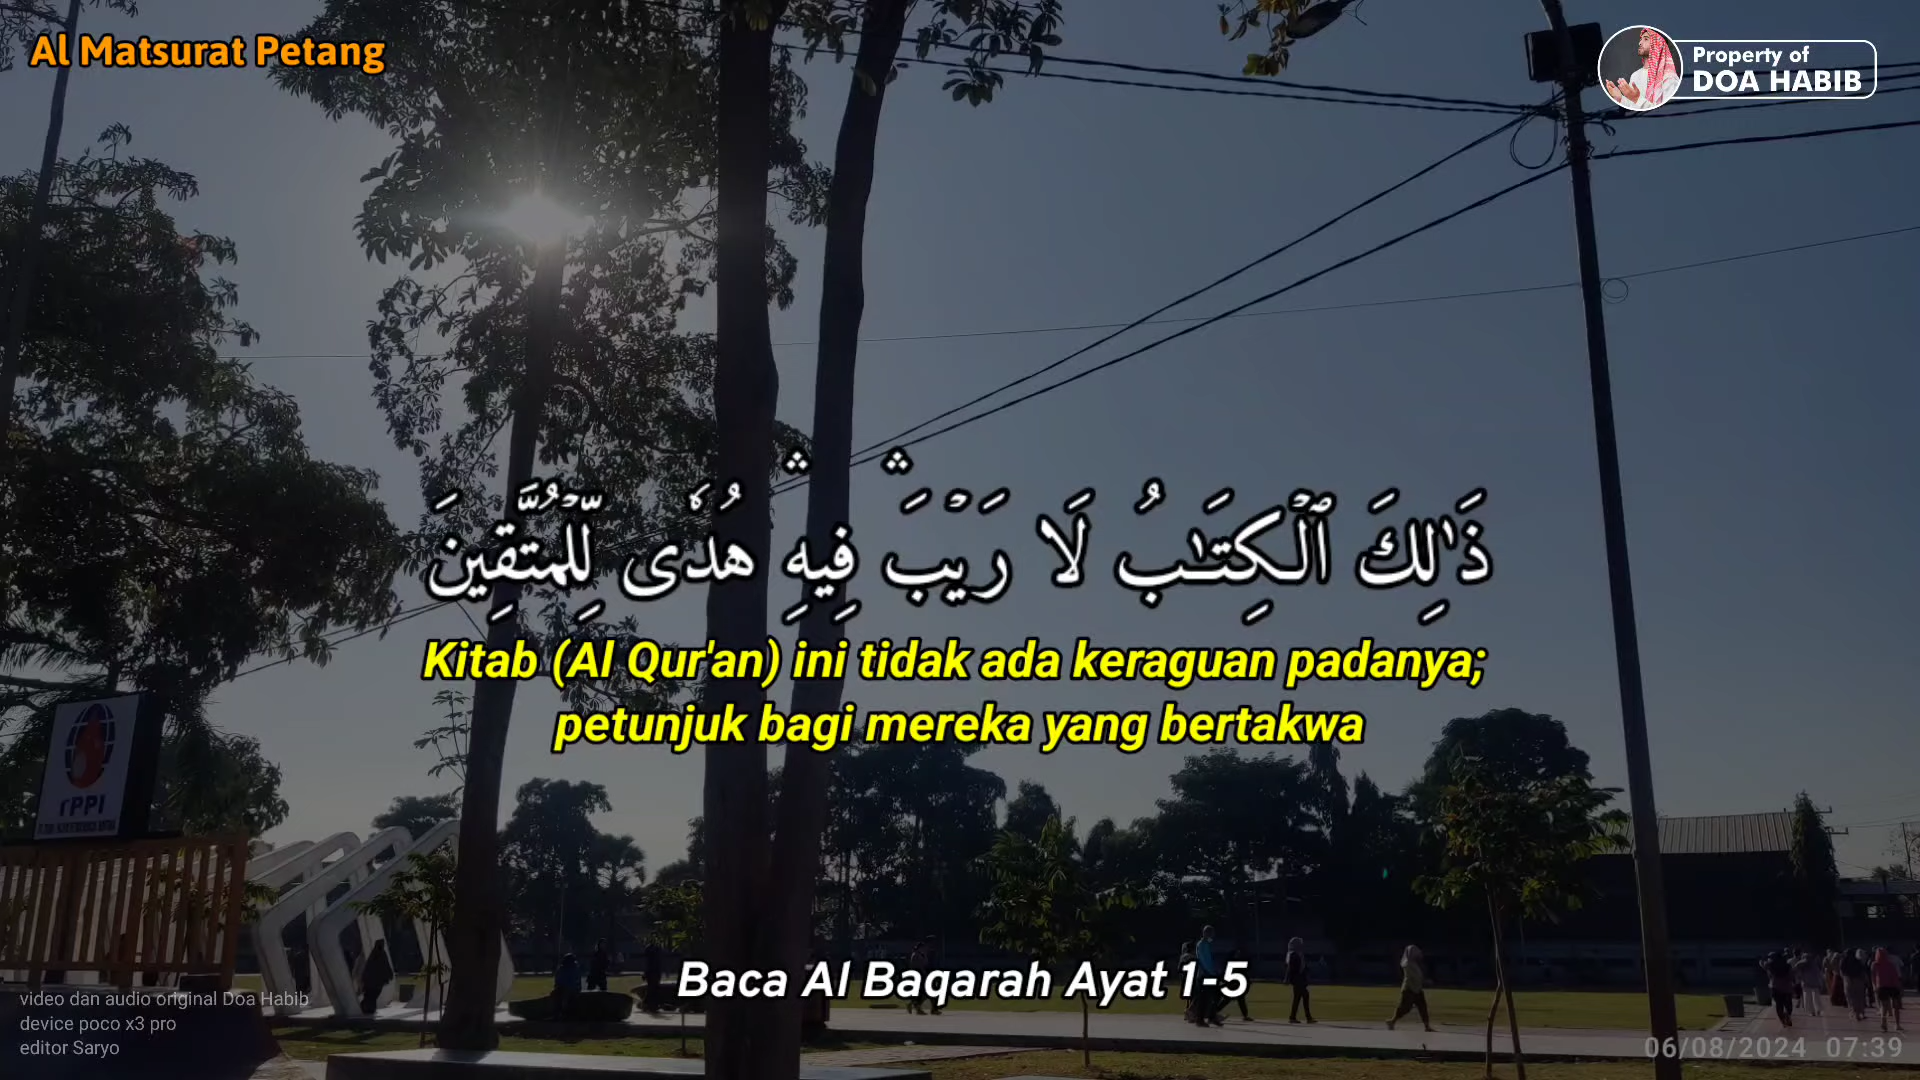 Al Matsurat Petang
Property of
DOA HABIB
ذَٰلِكَ ٱلْكِتَـٰبُ لَا رَيْبَ ۛ فِيهِ ۛ هُدًى لِّلْمُتَّقِينَ
Kitab (Al Qur'an) ini tidak ada keraguan padanya;
petunjuk bagi mereka yang bertakwa
rPPI
Baca Al Baqarah Ayat 1-5
video dan audio original Doa Habib
device poco x3 pro
editor Saryo
06/08/2024 07:39